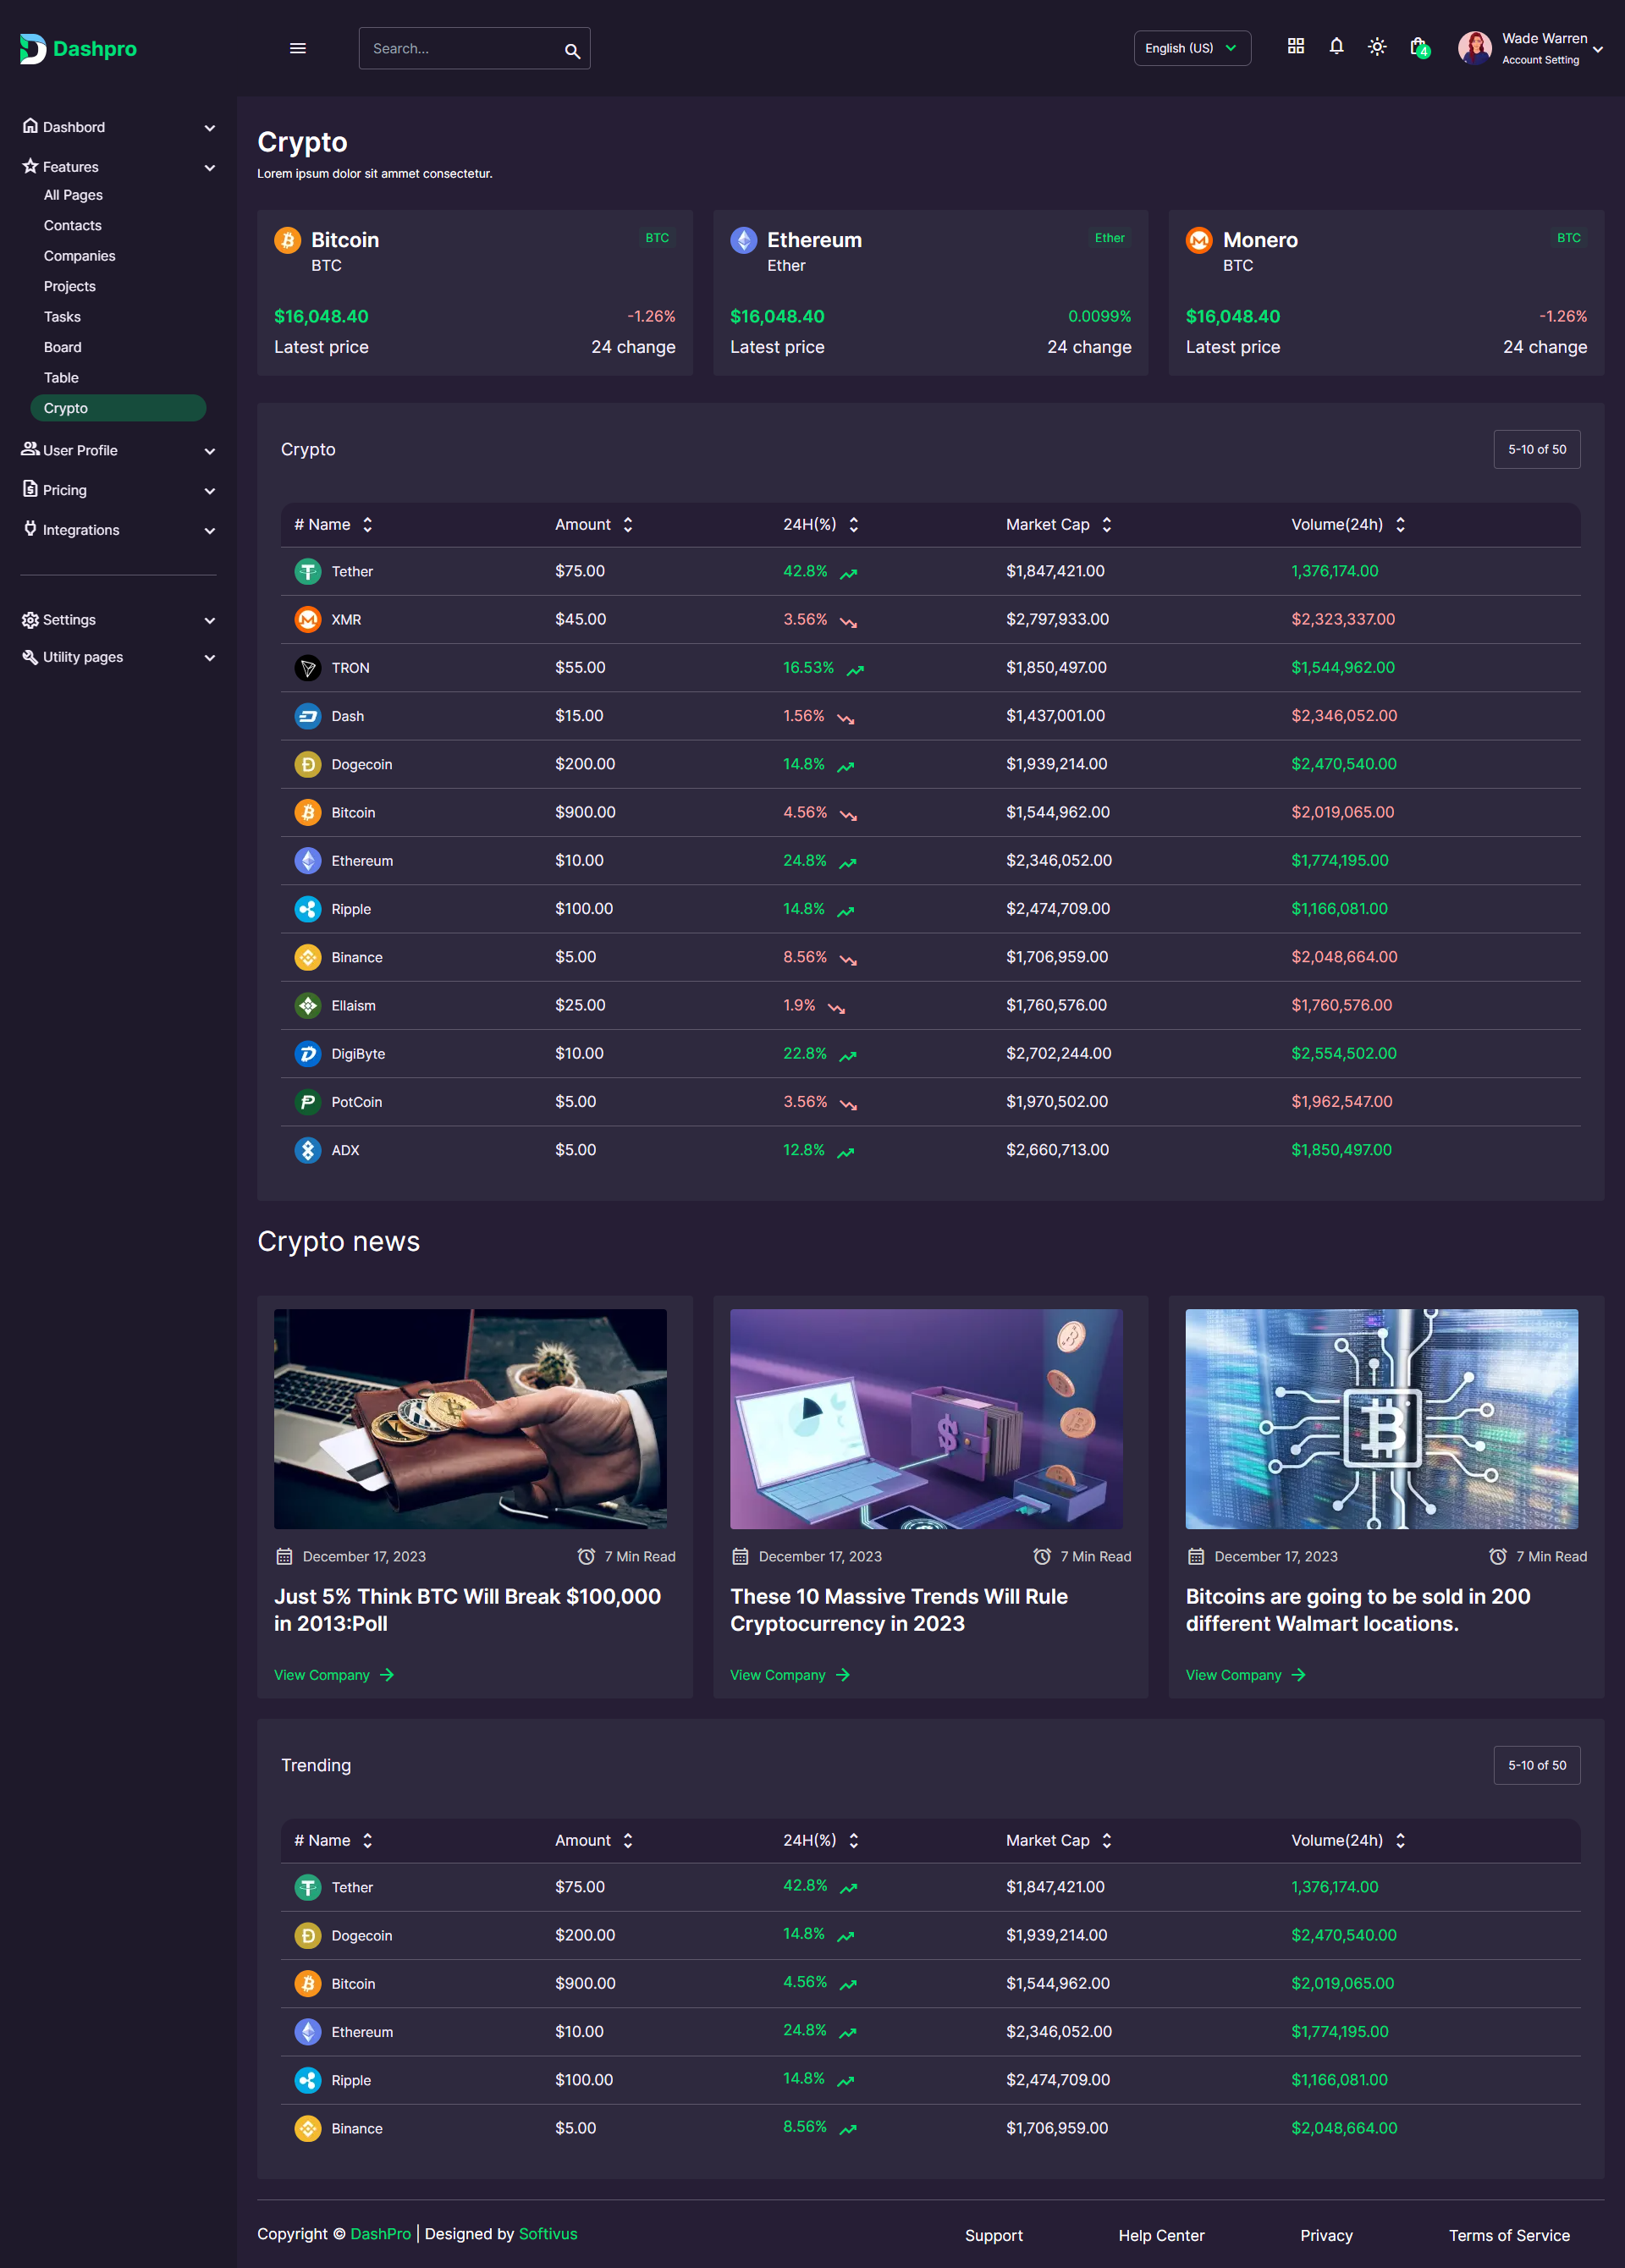 Dashpro
Search...
English (US)
4
Wade Warren
Account Setting
Dashbord
Features
All Pages
Contacts
Companies
Projects
Tasks
Board
Table
Crypto
User Profile
Pricing
Integrations
Settings
Utility pages
Crypto
Lorem ipsum dolor sit ammet consectetur.
Bitcoin BTC
BTC
$16,048.40 -1.26%
Latest price 24 change
Ethereum Ether
Ether
$16,048.40 0.0099%
Latest price 24 change
Monero BTC
BTC
$16,048.40 -1.26%
Latest price 24 change
Crypto 5-10 of 50
# Name Amount 24H(%) Market Cap Volume(24h)
Tether $75.00 42.8% $1,847,421.00 1,376,174.00
XMR $45.00 3.56% $2,797,933.00 $2,323,337.00
TRON $55.00 16.53% $1,850,497.00 $1,544,962.00
Dash $15.00 1.56% $1,437,001.00 $2,346,052.00
Dogecoin $200.00 14.8% $1,939,214.00 $2,470,540.00
Bitcoin $900.00 4.56% $1,544,962.00 $2,019,065.00
Ethereum $10.00 24.8% $2,346,052.00 $1,774,195.00
Ripple $100.00 14.8% $2,474,709.00 $1,166,081.00
Binance $5.00 8.56% $1,706,959.00 $2,048,664.00
Ellaism $25.00 1.9% $1,760,576.00 $1,760,576.00
DigiByte $10.00 22.8% $2,702,244.00 $2,554,502.00
PotCoin $5.00 3.56% $1,970,502.00 $1,962,547.00
ADX $5.00 12.8% $2,660,713.00 $1,850,497.00
Crypto news
December 17, 2023 7 Min Read
Just 5% Think BTC Will Break $100,000
in 2013:Poll
View Company
December 17, 2023 7 Min Read
These 10 Massive Trends Will Rule
Cryptocurrency in 2023
View Company
December 17, 2023 7 Min Read
Bitcoins are going to be sold in 200
different Walmart locations.
View Company
Trending 5-10 of 50
# Name Amount 24H(%) Market Cap Volume(24h)
Tether $75.00 42.8% $1,847,421.00 1,376,174.00
Dogecoin $200.00 14.8% $1,939,214.00 $2,470,540.00
Bitcoin $900.00 4.56% $1,544,962.00 $2,019,065.00
Ethereum $10.00 24.8% $2,346,052.00 $1,774,195.00
Ripple $100.00 14.8% $2,474,709.00 $1,166,081.00
Binance $5.00 8.56% $1,706,959.00 $2,048,664.00
Copyright © DashPro | Designed by Softivus Support Help Center Privacy Terms of Service